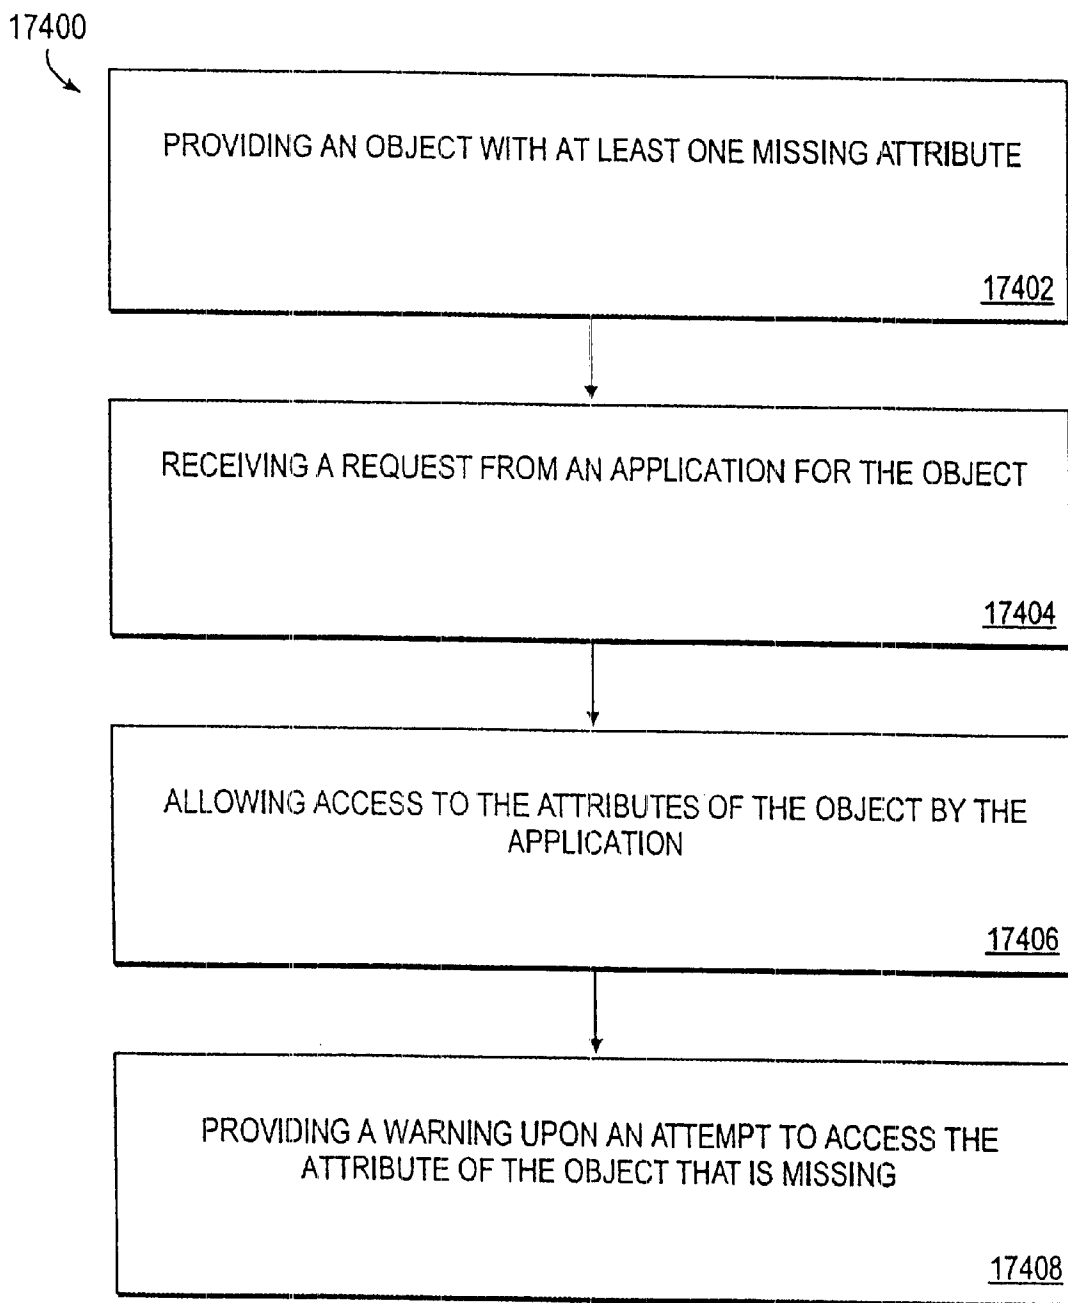 17400
PROVIDING AN OBJECT WITH AT LEAST ONE MISSING ATTRIBUTE
17402
RECEIVING A REQUEST FROM AN APPLICATION FOR THE OBJECT
17404
ALLOWING ACCESS TO THE ATTRIBUTES OF THE OBJECT BY THE
APPLICATION
17406
PROVIDING A WARNING UPON AN ATTEMPT TO ACCESS THE
ATTRIBUTE OF THE OBJECT THAT IS MISSING
17408